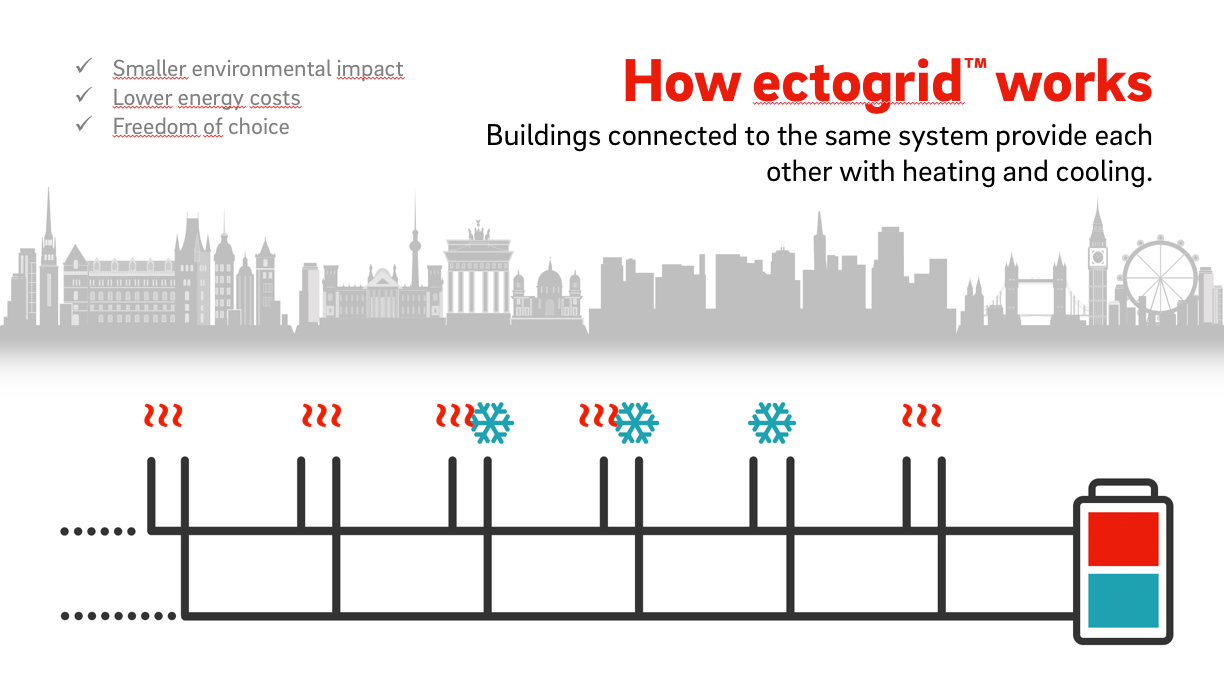 Smaller environmental impact
Lower energy costs
Freedom of choice
How ectogrid™ works
Buildings connected to the same system provide each
other with heating and cooling.